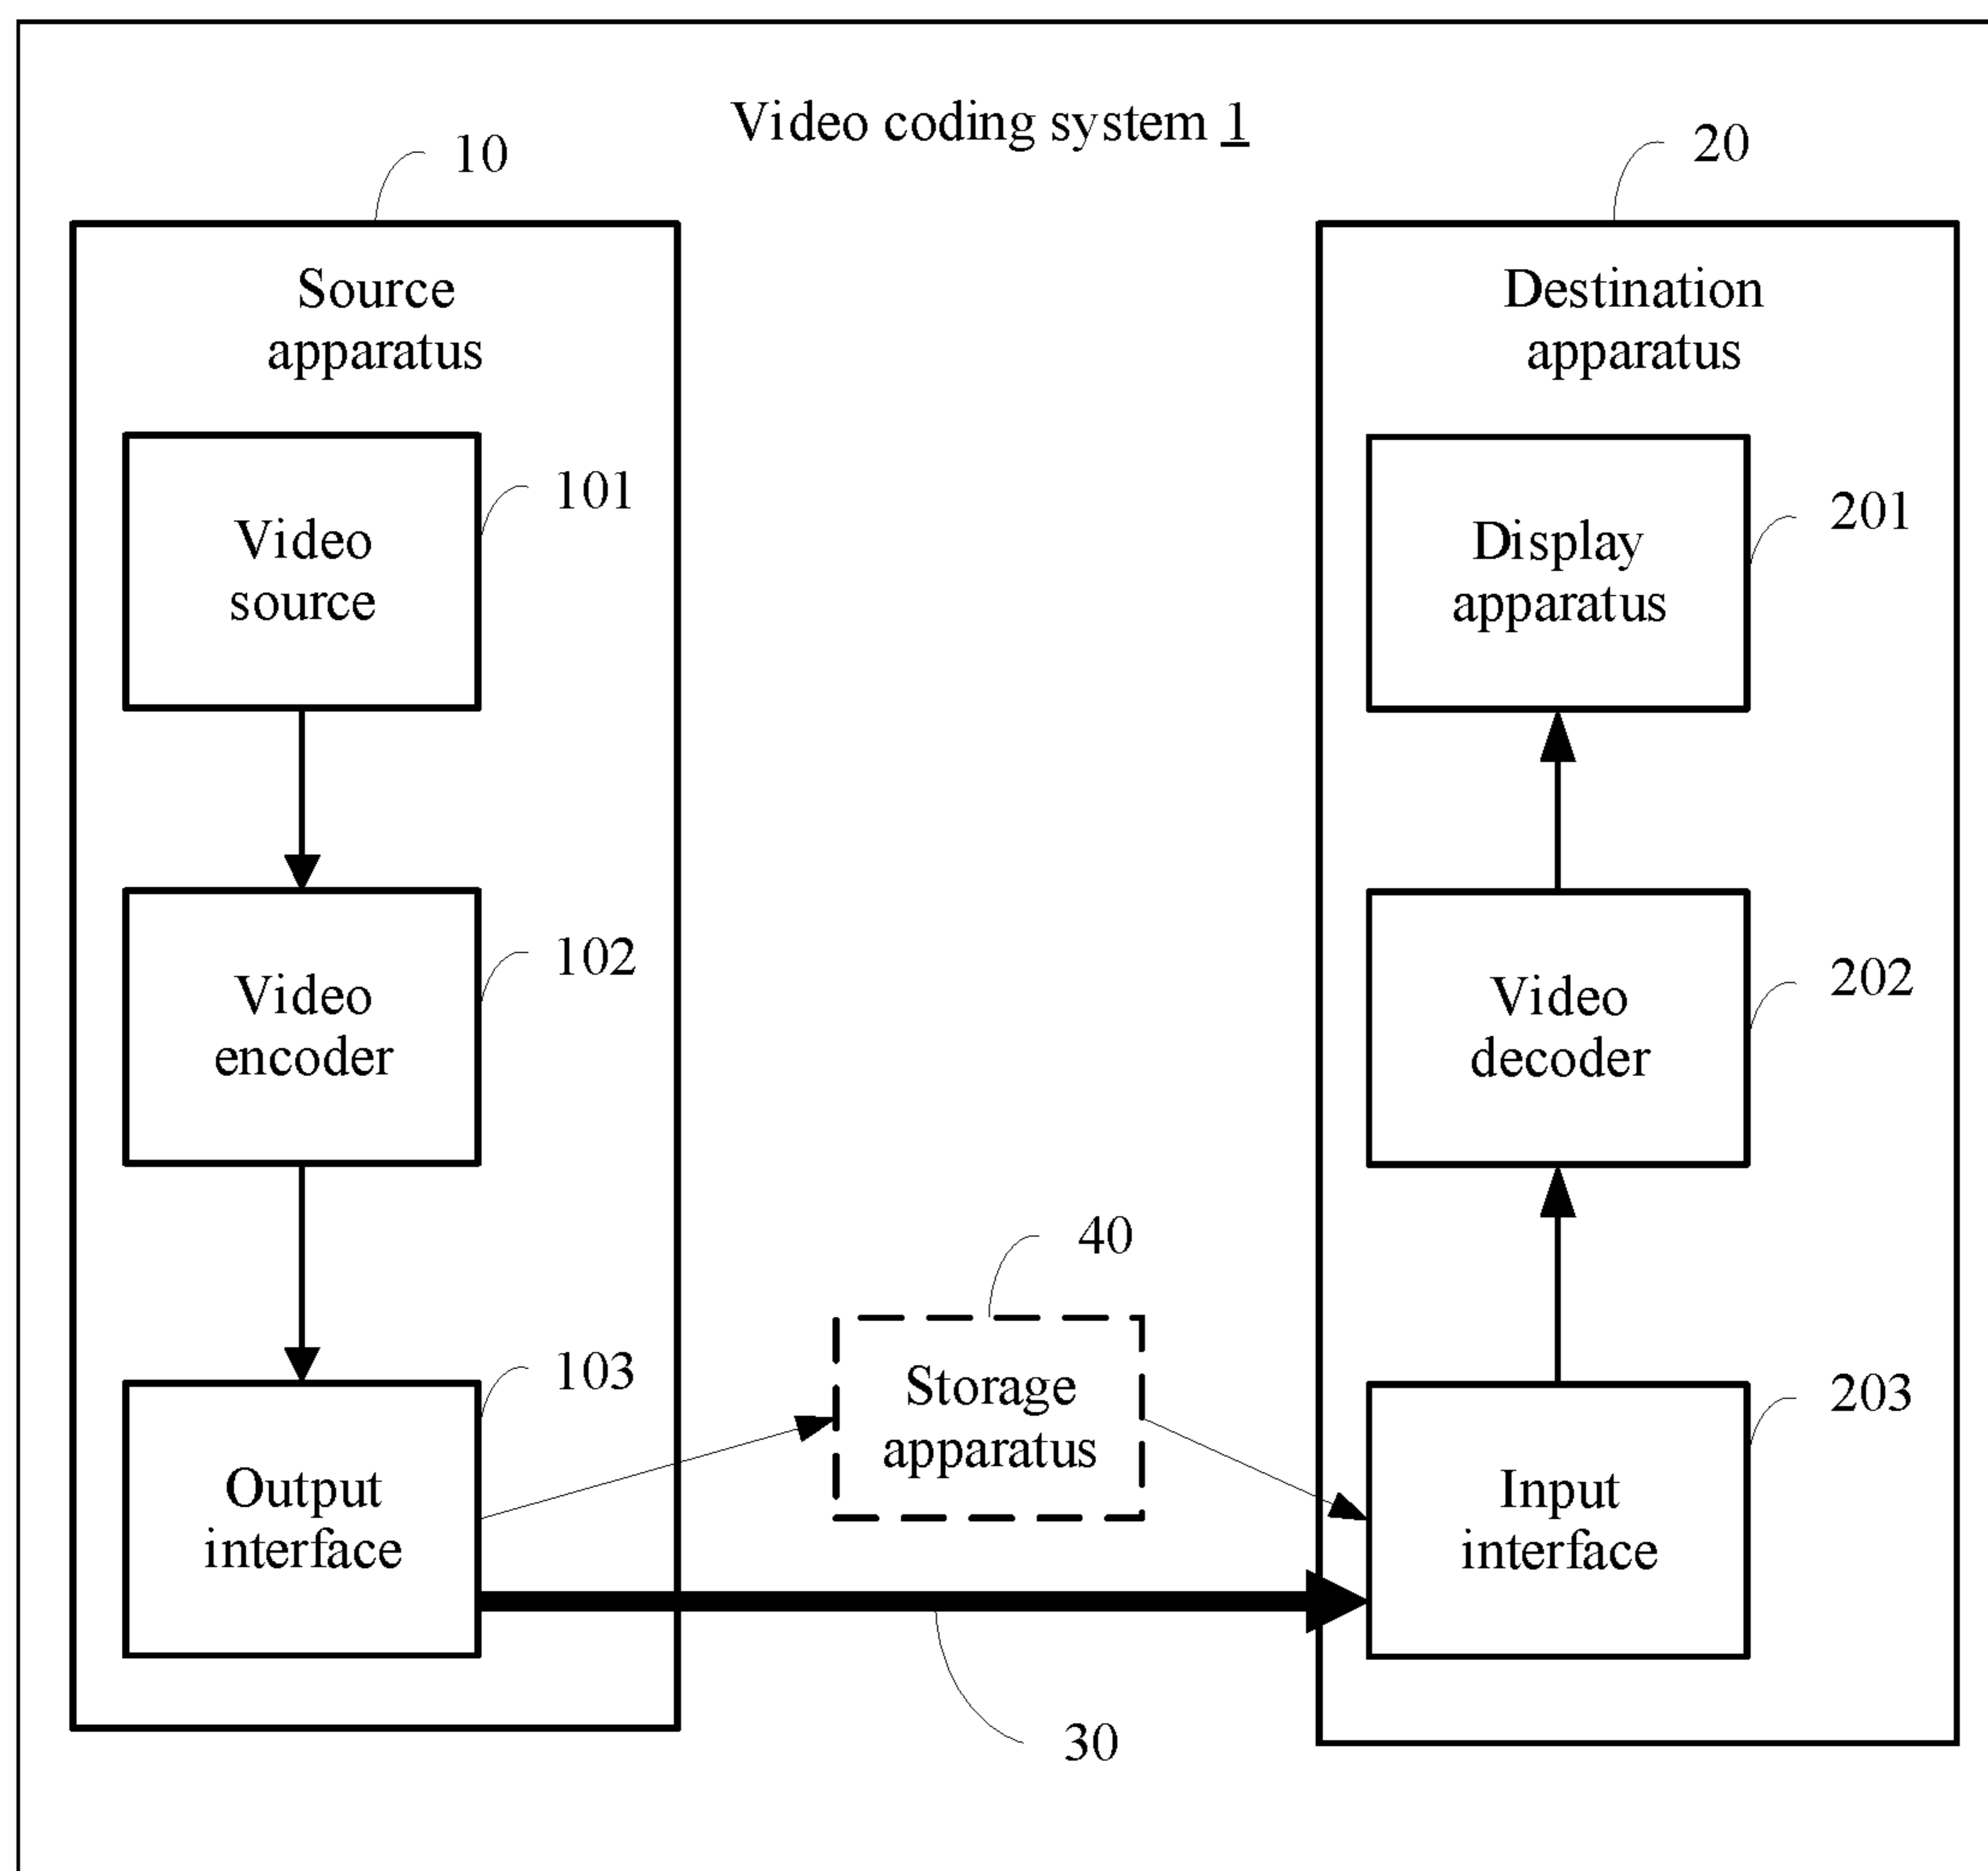 Video coding system 1
10
20
Source
apparatus
Destination
apparatus
Video
source
101
Display
apparatus
201
Video
encoder
102
Video
decoder
202
Output
interface
103
Storage
apparatus
40
Input
interface
203
30